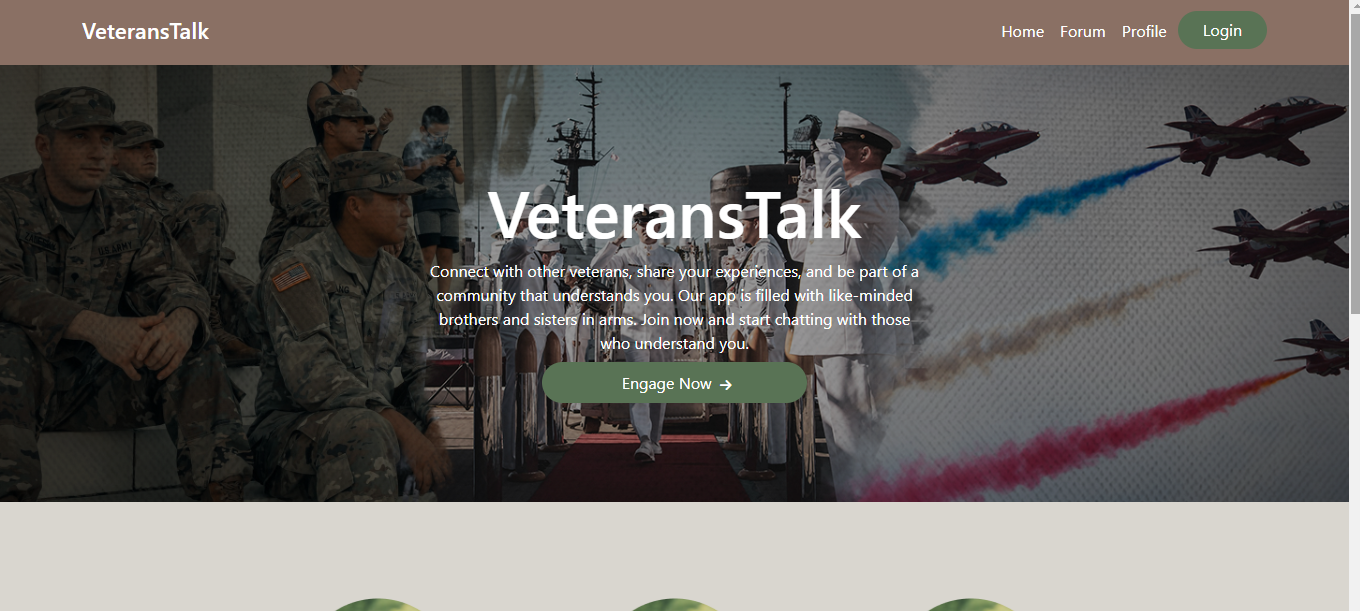 VeteransTalk
Home Forum Profile Login
VeteransTalk
Connect with other veterans, share your experiences, and be part of a
community that understands you. Our app is filled with like-minded
brothers and sisters in arms. Join now and start chatting with those
who understand you.
Engage Now →